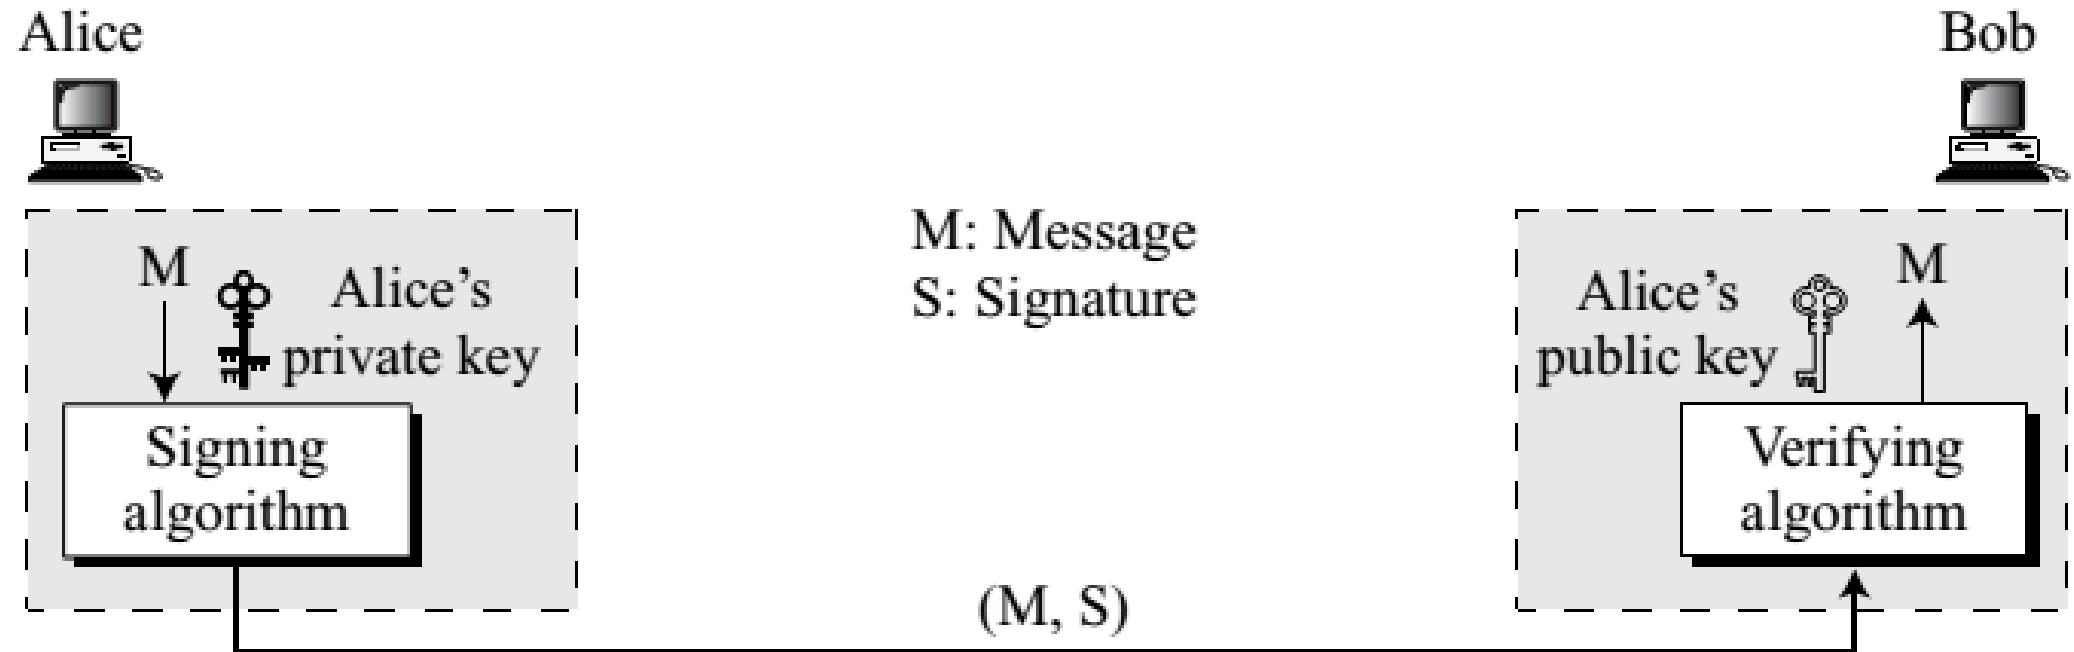 Alice
Bob
M
Alice’s
private key
Signing
algorithm
M: Message
S: Signature
(M, S)
Alice’s
public key
M
Verifying
algorithm